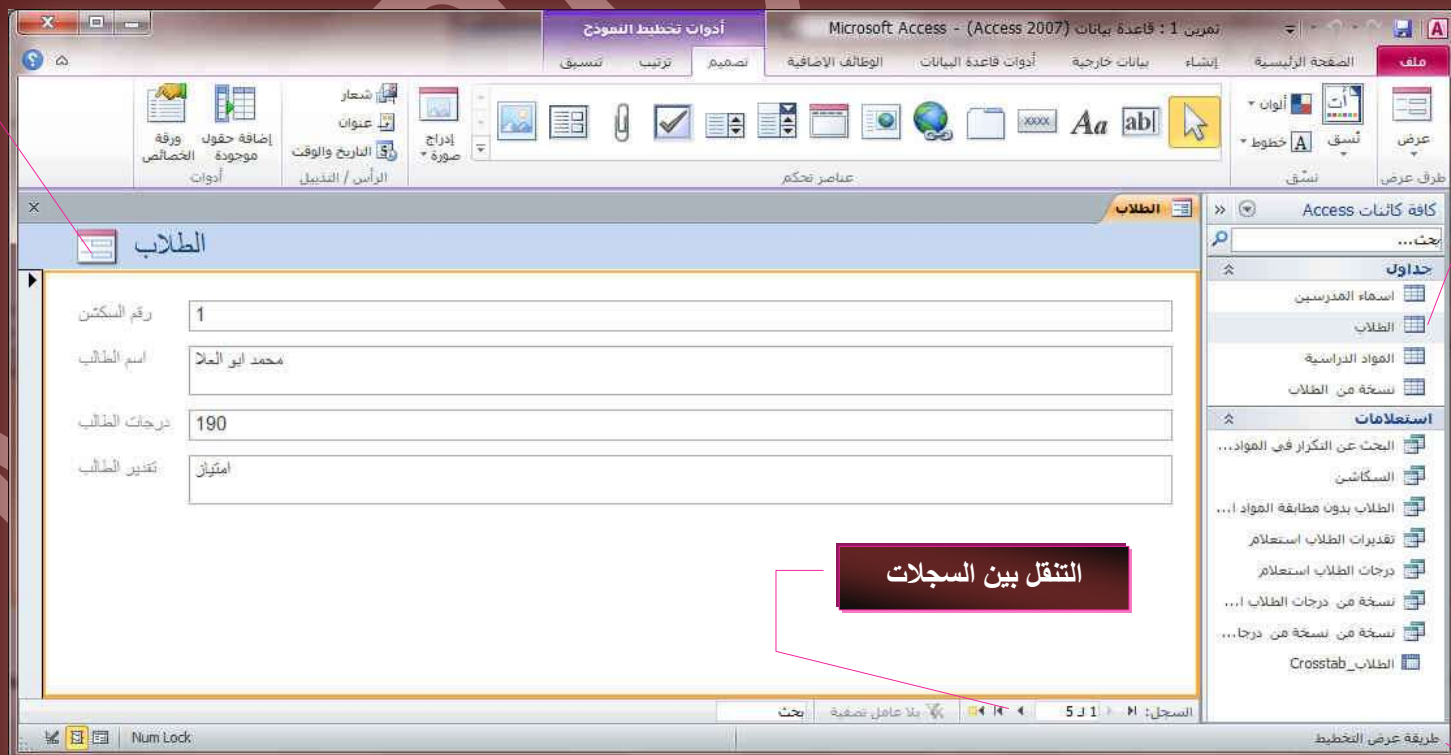 تمرين 1 : قاعدة بيانات (Access 2007) - Microsoft Access
أدوات تخطيط النموذج
ملف
الصفحة الرئيسية
إنشاء
بيانات خارجية
أدوات قاعدة البيانات
الوظائف الإضافية
تصميم
ترتيب
تنسيق
عرض
طرق عرض
نُسق
ألوان
خطوط
نسّق
Aa
ab
xxxx
عناصر تحكم
إدراج
صورة
شعار
عنوان
التاريخ والوقت
الرأس / التذييل
إضافة حقول
موجودة
ورقة
الخصائص
أدوات
كافة كائنات Access
بحث...
جداول
اسماء المدرسين
الطلاب
المواد الدراسية
نسخة من الطلاب
استعلامات
البحث عن التكرار في المواد...
السكاشن
الطلاب بدون مطابقة المواد ا...
تقديرات الطلاب استعلام
درجات الطلاب استعلام
نسخة من درجات الطلاب ا...
نسخة من نسخة من درجا...
الطلاب_Crosstab
الطلاب
الطلاب
رقم السكشن
1
اسم الطالب
محمد ابو العلا
درجات الطالب
190
تقدير الطالب
امتياز
التنقل بين السجلات
السجل:
1 لـ 5
بلا عامل تصفية
بحث
طريقة عرض التخطيط
Num Lock